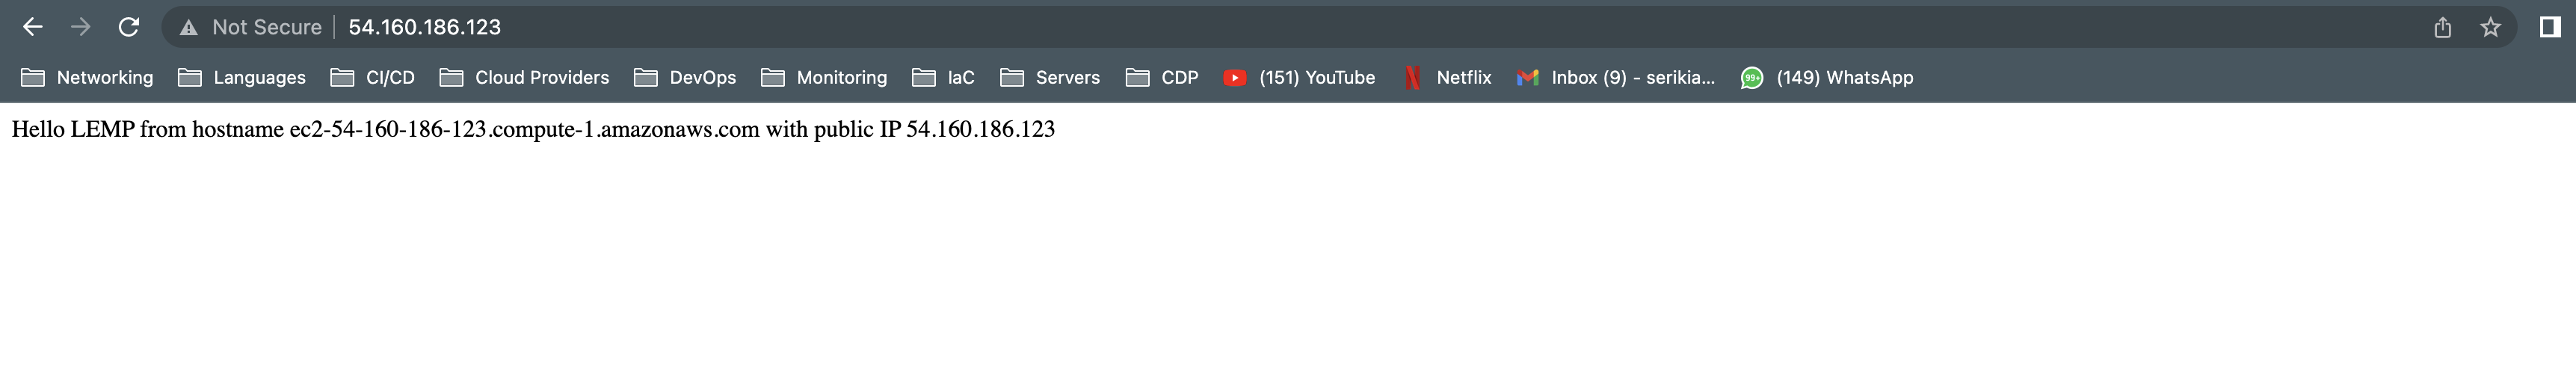 Not Secure 54.160.186.123
Networking Languages CI/CD Cloud Providers DevOps Monitoring IaC Servers CDP (151) YouTube N Netflix Inbox (9) - serikia... 99+ (149) WhatsApp
Hello LEMP from hostname ec2-54-160-186-123.compute-1.amazonaws.com with public IP 54.160.186.123